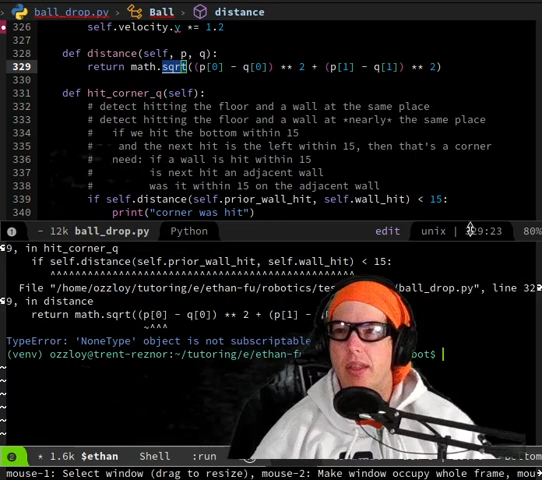 ball_drop.py > Ball > distance
326 self.velocity.y *= 1.2
327
328 def distance(self, p, q):
329 return math.sqrt((p[0] - q[0]) ** 2 + (p[1] - q[1]) ** 2)
330
331 def hit_corner_q(self):
332 # detect hitting the floor and a wall at the same place
333 # detect hitting the floor and a wall at *nearly* the same place
334 # if we hit the bottom within 15
335 # and the next hit is the left within 15, then that's a corner
336 # need: if a wall is hit within 15
337 # is next hit an adjacent wall
338 # was it within 15 on the adjacent wall
339 if self.distance(self.prior_wall_hit, self.wall_hit) < 15:
340 print("corner was hit")
1 - 12k ball_drop.py Python edit unix | 329:23 80%
9, in hit_corner_q
if self.distance(self.prior_wall_hit, self.wall_hit) < 15:
^^^^^^^^^^^^^^^^^^^^^^^^^^^^^^^^^^^^^^^^^^^^^^^^^
File "/home/ozzloy/tutoring/e/ethan-fu/robotics/tes /ball_drop.py", line 32
9, in distance
return math.sqrt((p[0] - q[0]) ** 2 + (p[1] -
~^^^
TypeError: 'NoneType' object is not subscriptable
(venv) ozzloy@trent-reznor:~/tutoring/e/ethan-f bot$
2 * 1.6k $ethan Shell :run Bottom
mouse-1: Select window (drag to resize), mouse-2: Make window occupy whole frame, mou